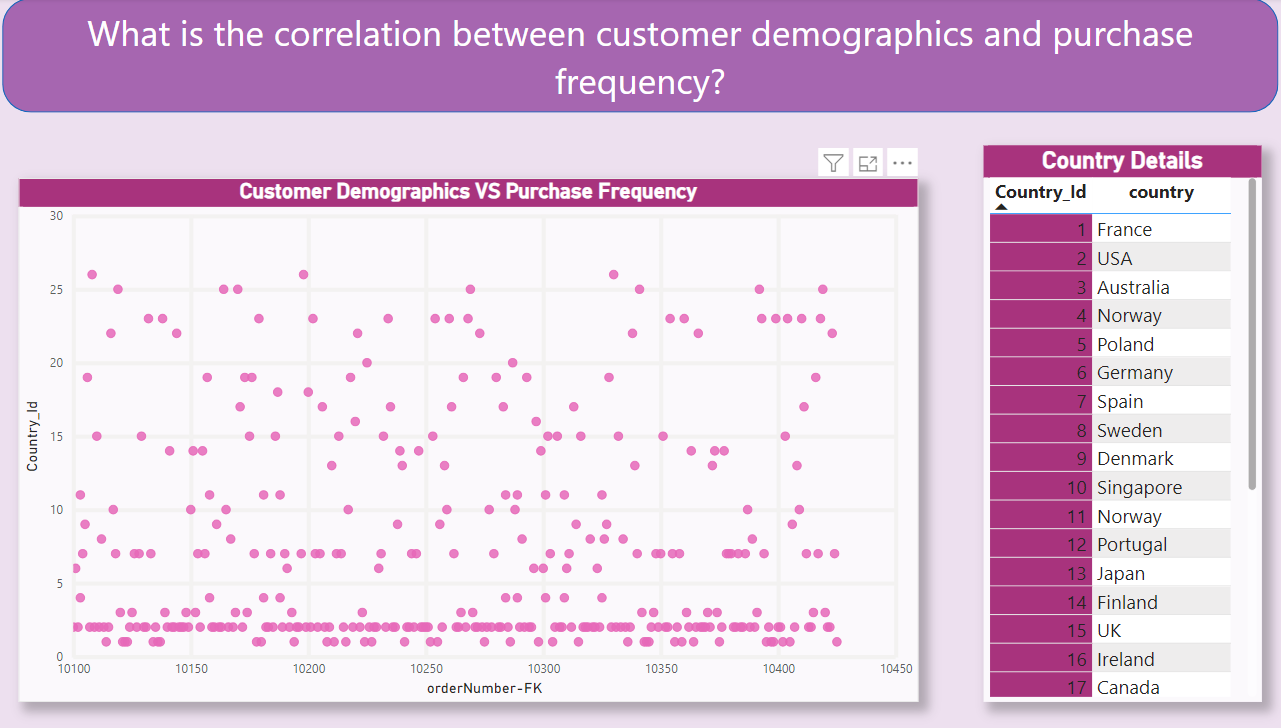 What is the correlation between customer demographics and purchase
frequency?
Customer Demographics VS Purchase Frequency
30
25
20
15
10
5
0
Country_Id
10100 10150 10200 10250 10300 10350 10400 10450
orderNumber-FK
Country Details
Country_Id country
1 France
2 USA
3 Australia
4 Norway
5 Poland
6 Germany
7 Spain
8 Sweden
9 Denmark
10 Singapore
11 Norway
12 Portugal
13 Japan
14 Finland
15 UK
16 Ireland
17 Canada